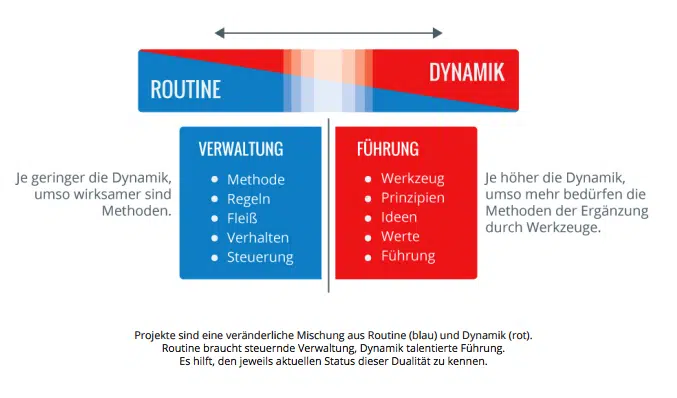 ROUTINE
DYNAMIK
Je geringer die Dynamik,
umso wirksamer sind
Methoden.
VERWALTUNG
Methode
Regeln
Fleiß
Verhalten
Steuerung
FÜHRUNG
Werkzeug
Prinzipien
Ideen
Werte
Führung
Je höher die Dynamik,
umso mehr bedürfen die
Methoden der Ergänzung
durch Werkzeuge.
Projekte sind eine veränderliche Mischung aus Routine (blau) und Dynamik (rot).
Routine braucht steuernde Verwaltung, Dynamik talentierte Führung.
Es hilft, den jeweils aktuellen Status dieser Dualität zu kennen.